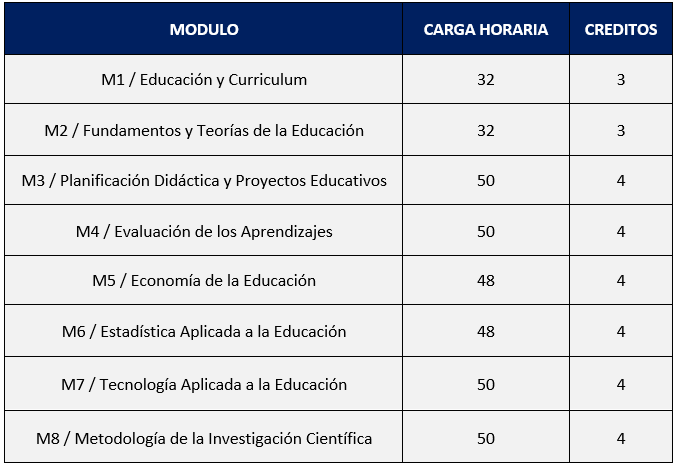 MODULO CARGA HORARIA CREDITOS
M1 / Educación y Curriculum 32 3
M2 / Fundamentos y Teorías de la Educación 32 3
M3 / Planificación Didáctica y Proyectos Educativos 50 4
M4 / Evaluación de los Aprendizajes 50 4
M5 / Economía de la Educación 48 4
M6 / Estadística Aplicada a la Educación 48 4
M7 / Tecnología Aplicada a la Educación 50 4
M8 / Metodología de la Investigación Científica 50 4